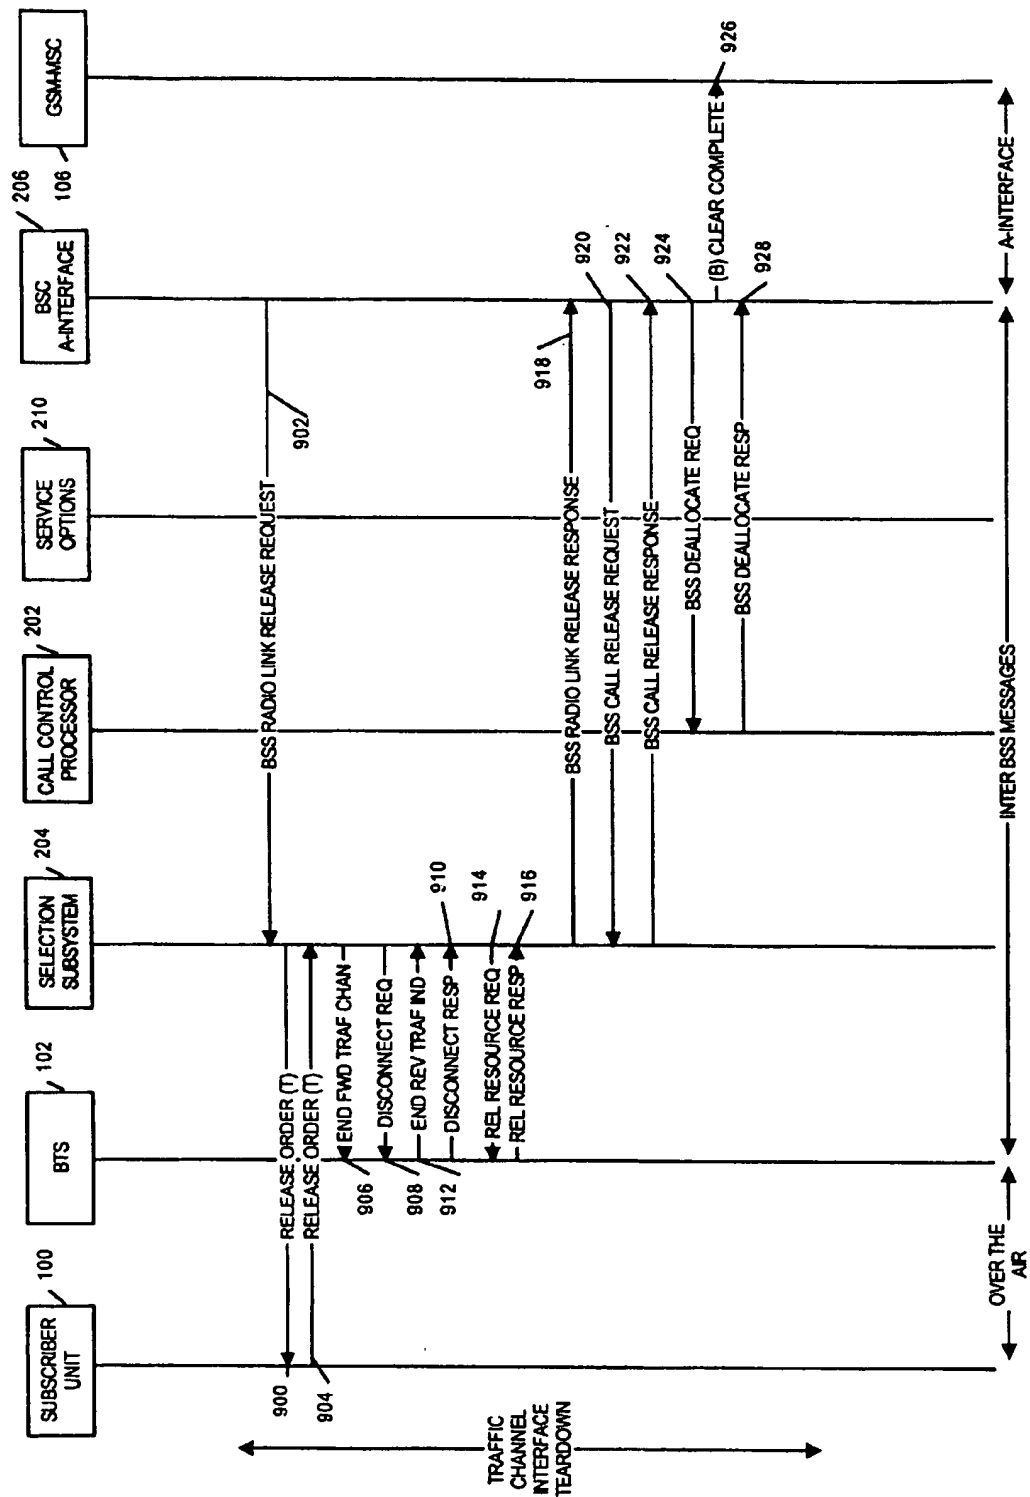 SUBSCRIBER
UNIT
100
BTS
102
SELECTION
SUBSYSTEM
204
CALL CONTROL
PROCESSOR
202
SERVICE
OPTIONS
210
BSC
A-INTERFACE
206
GSM-MSC
106
BSS RADIO LINK RELEASE REQUEST
902
900
RELEASE ORDER (T)
904
RELEASE ORDER (T)
END FWD TRAF CHAN
906
DISCONNECT REQ
908
END REV TRAF IND
912
DISCONNECT RESP
910
REL RESOURCE REQ
914
REL RESOURCE RESP
916
BSS RADIO LINK RELEASE RESPONSE
918
BSS CALL RELEASE REQUEST
920
BSS CALL RELEASE RESPONSE
922
BSS DEALLOCATE REQ
924
(B) CLEAR COMPLETE
926
BSS DEALLOCATE RESP
928
TRAFFIC
CHANNEL
INTERFACE
TEARDOWN
OVER THE
AIR
INTER BSS MESSAGES
A-INTERFACE